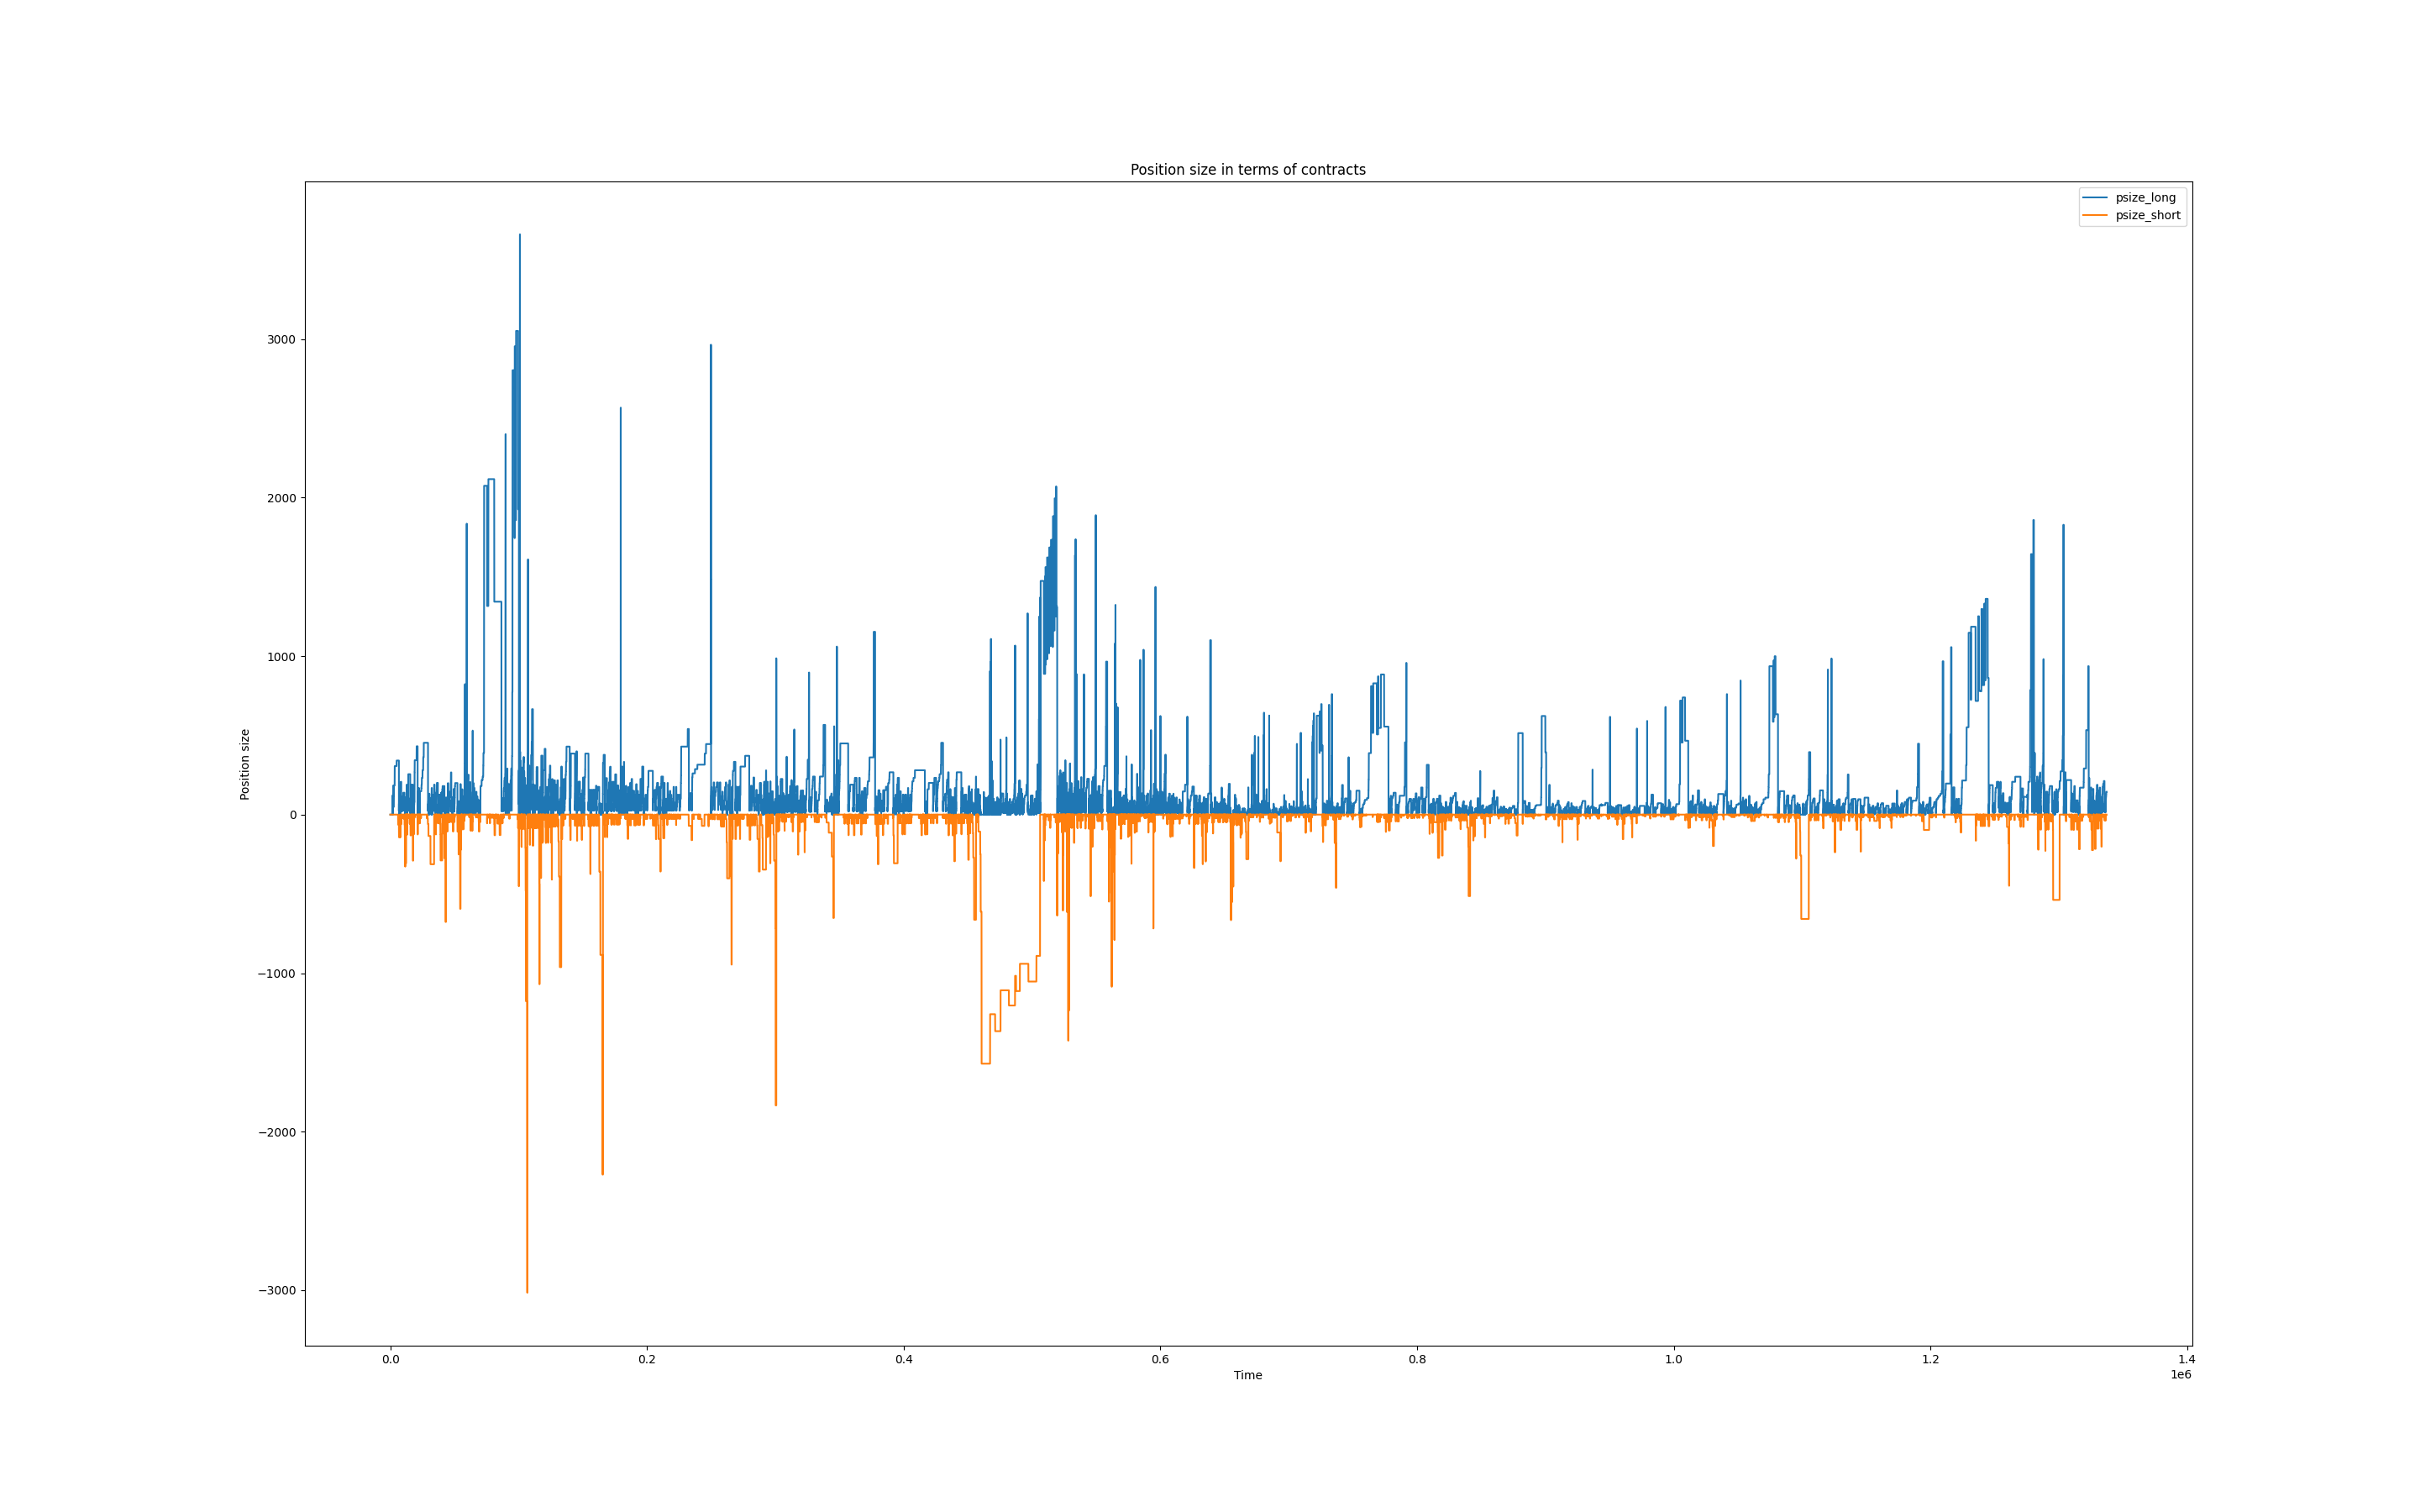 Position size in terms of contracts
psize_long
psize_short
3000
2000
1000
0
−1000
−2000
−3000
Position size
0.0 0.2 0.4 0.6 0.8 1.0 1.2 1.4
Time
1e6